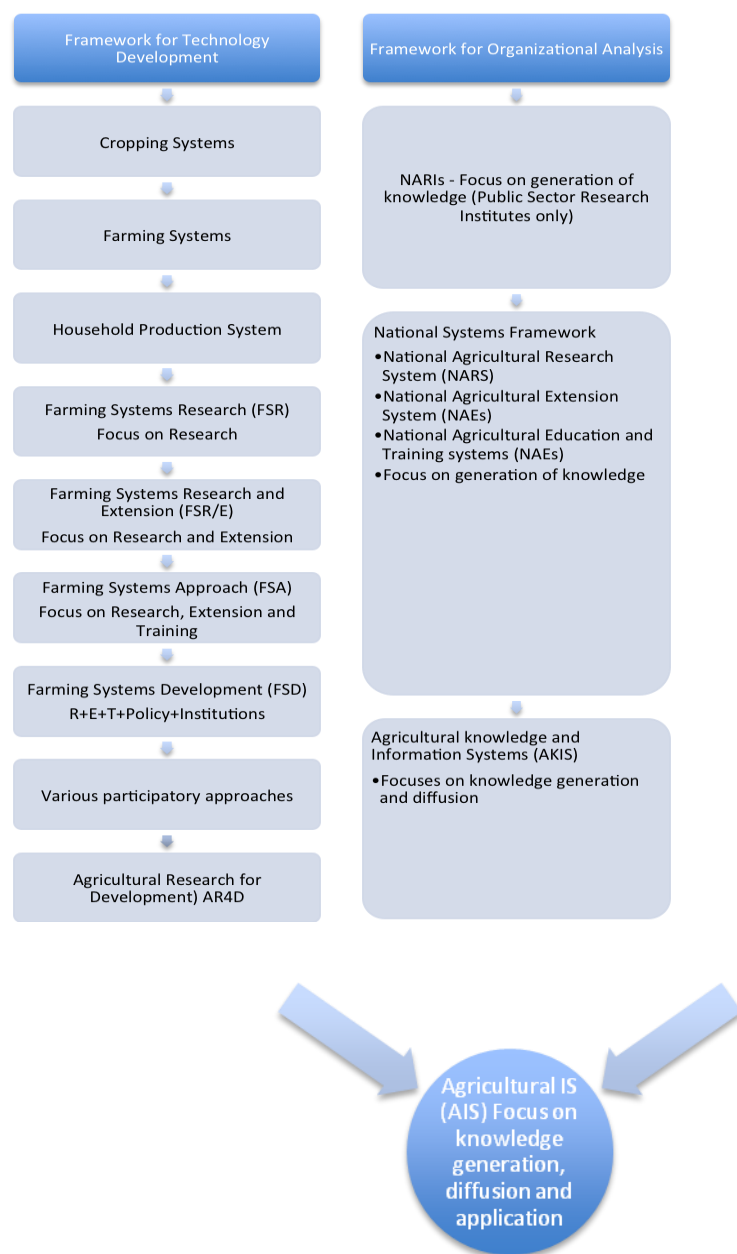 Framework for Technology
Development
Cropping Systems
Farming Systems
Household Production System
Farming Systems Research (FSR)
Focus on Research
Farming Systems Research and
Extension (FSR/E)
Focus on Research and Extension
Farming Systems Approach (FSA)
Focus on Research, Extension and
Training
Farming Systems Development (FSD)
R+E+T+Policy+Institutions
Various participatory approaches
Agricultural Research for
Development) AR4D
Framework for Organizational Analysis
NARIs - Focus on generation of
knowledge (Public Sector Research
Institutes only)
National Systems Framework
•National Agricultural Research
System (NARS)
•National Agricultural Extension
System (NAEs)
•National Agricultural Education and
Training systems (NAEs)
•Focus on generation of knowledge
Agricultural knowledge and
Information Systems (AKIS)
•Focuses on knowledge generation
and diffusion
Agricultural IS
(AIS) Focus on
knowledge
generation,
diffusion and
application